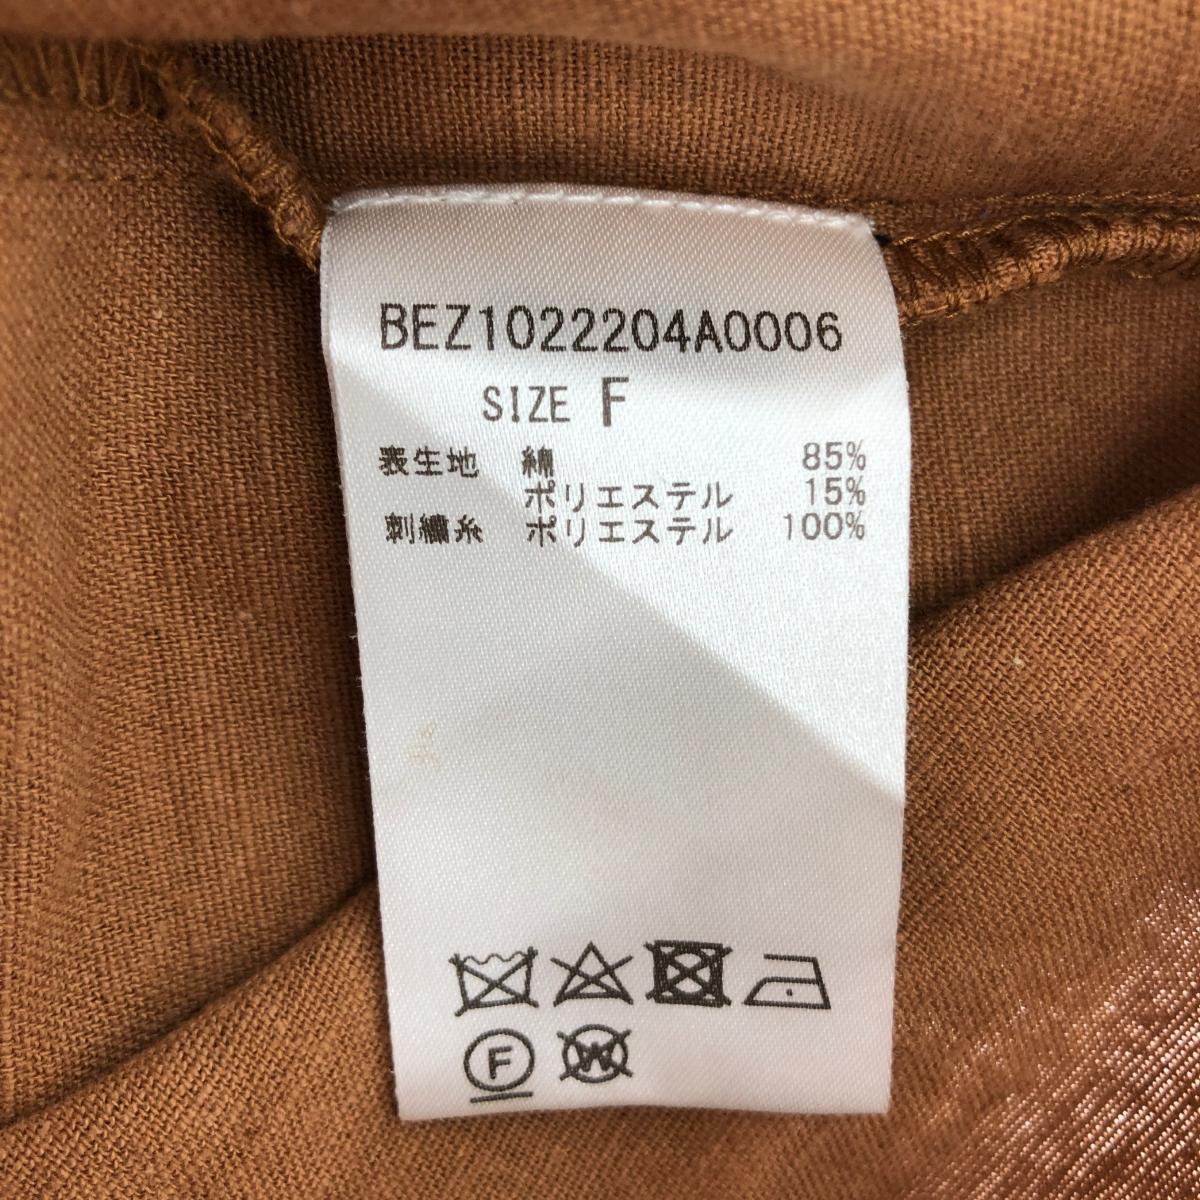 BEZ1022204A0006
SIZE F
表生地 綿 85%
ポリエステル 15%
刺繍糸 ポリエステル 100%
F W